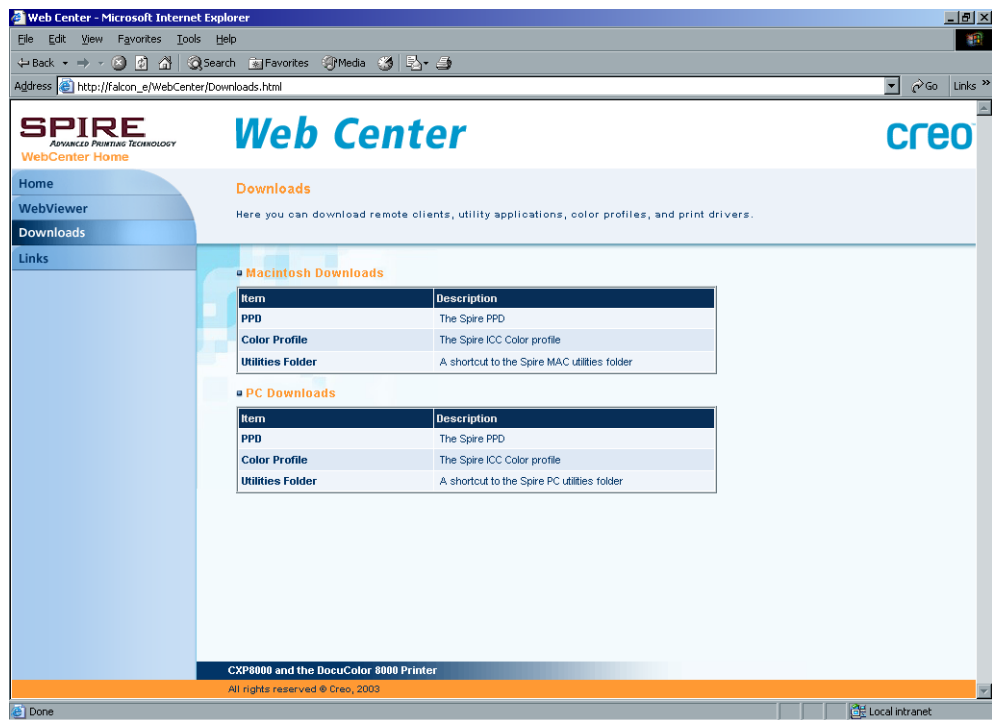 Web Center - Microsoft Internet Explorer
File Edit View Favorites Tools Help
Back Search Favorites Media
Address http://falcon_e/WebCenter/Downloads.html Go Links »
SPIRE
ADVANCED PRINTING TECHNOLOGY
WebCenter Home
Web Center
creo
Home
WebViewer
Downloads
Links
Downloads
Here you can download remote clients, utility applications, color profiles, and print drivers.
Macintosh Downloads
Item Description
PPD The Spire PPD
Color Profile The Spire ICC Color profile
Utilities Folder A shortcut to the Spire MAC utilities folder
PC Downloads
Item Description
PPD The Spire PPD
Color Profile The Spire ICC Color profile
Utilities Folder A shortcut to the Spire PC utilities folder
CXP8000 and the DocuColor 8000 Printer
All rights reserved © Creo, 2003
Done Local intranet